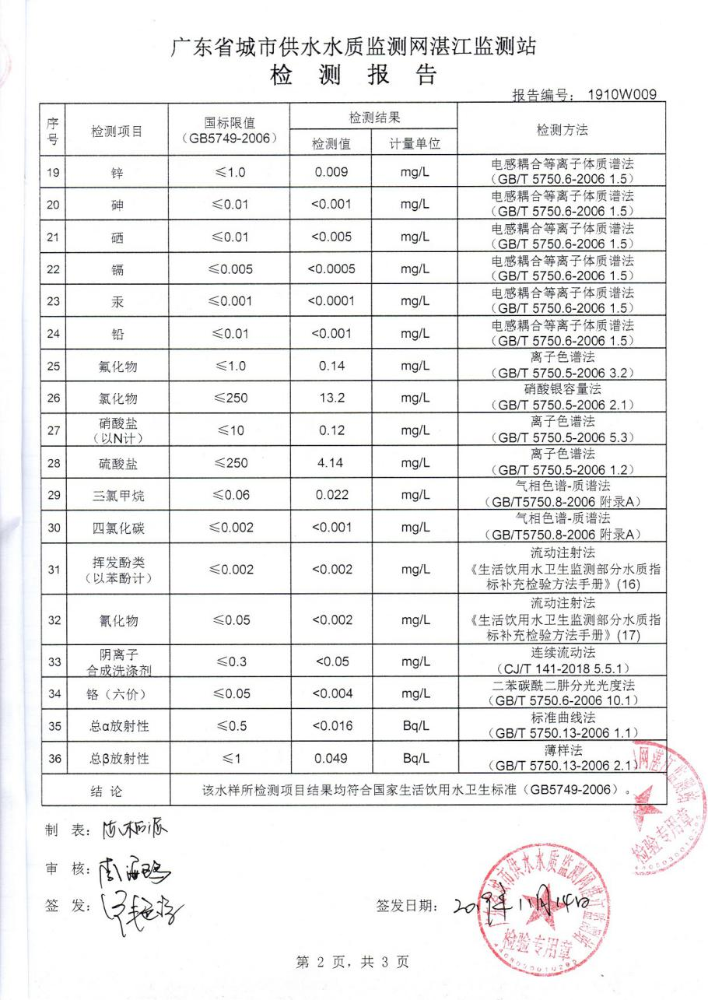 广东省城市供水水质监测网湛江监测站
检 测 报 告
报告编号： 1910W009
序号 检测项目 国标限值（GB5749-2006） 检测结果 检测方法
检测值 计量单位
19 锌 ≤1.0 0.009 mg/L 电感耦合等离子体质谱法
（GB/T 5750.6-2006 1.5）
20 砷 ≤0.01 <0.001 mg/L 电感耦合等离子体质谱法
（GB/T 5750.6-2006 1.5）
21 硒 ≤0.01 <0.005 mg/L 电感耦合等离子体质谱法
（GB/T 5750.6-2006 1.5）
22 镉 ≤0.005 <0.0005 mg/L 电感耦合等离子体质谱法
（GB/T 5750.6-2006 1.5）
23 汞 ≤0.001 <0.0001 mg/L 电感耦合等离子体质谱法
（GB/T 5750.6-2006 1.5）
24 铅 ≤0.01 <0.001 mg/L 电感耦合等离子体质谱法
（GB/T 5750.6-2006 1.5）
25 氟化物 ≤1.0 0.14 mg/L 离子色谱法
（GB/T 5750.5-2006 3.2）
26 氯化物 ≤250 13.2 mg/L 硝酸银容量法
（GB/T 5750.5-2006 2.1）
27 硝酸盐（以N计） ≤10 0.12 mg/L 离子色谱法
（GB/T 5750.5-2006 5.3）
28 硫酸盐 ≤250 4.14 mg/L 离子色谱法
（GB/T 5750.5-2006 1.2）
29 三氯甲烷 ≤0.06 0.022 mg/L 气相色谱-质谱法
（GB/T5750.8-2006 附录A）
30 四氯化碳 ≤0.002 <0.001 mg/L 气相色谱-质谱法
（GB/T5750.8-2006 附录A）
31 挥发酚类（以苯酚计） ≤0.002 <0.002 mg/L 流动注射法
《生活饮用水卫生监测部分水质指
标补充检验方法手册》(16)
32 氰化物 ≤0.05 <0.002 mg/L 流动注射法
《生活饮用水卫生监测部分水质指
标补充检验方法手册》(17)
33 阴离子合成洗涤剂 ≤0.3 <0.05 mg/L 连续流动法
（CJ/T 141-2018 5.5.1）
34 铬（六价） ≤0.05 <0.004 mg/L 二苯碳酰二肼分光光度法
（GB/T 5750.6-2006 10.1）
35 总α放射性 ≤0.5 <0.016 Bq/L 标准曲线法
（GB/T 5750.13-2006 1.1）
36 总β放射性 ≤1 0.049 Bq/L 薄样法
（GB/T 5750.13-2006 2.1）
结 论 该水样所检测项目结果均符合国家生活饮用水卫生标准（GB5749-2006）。
网湛江监测站
检验专用章
制 表：
审 核：
签 发：
签发日期： 2019年11月14日
广东省城市供水水质监测网湛江监测站
检验专用章
第 2 页，共 3 页